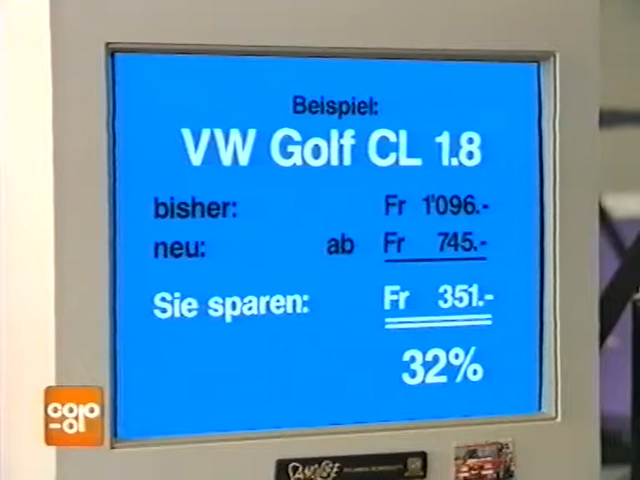 Beispiel:
VW Golf CL 1.8
bisher: Fr 1'096.-
neu: ab Fr 745.-
Sie sparen: Fr 351.-
32%
coop